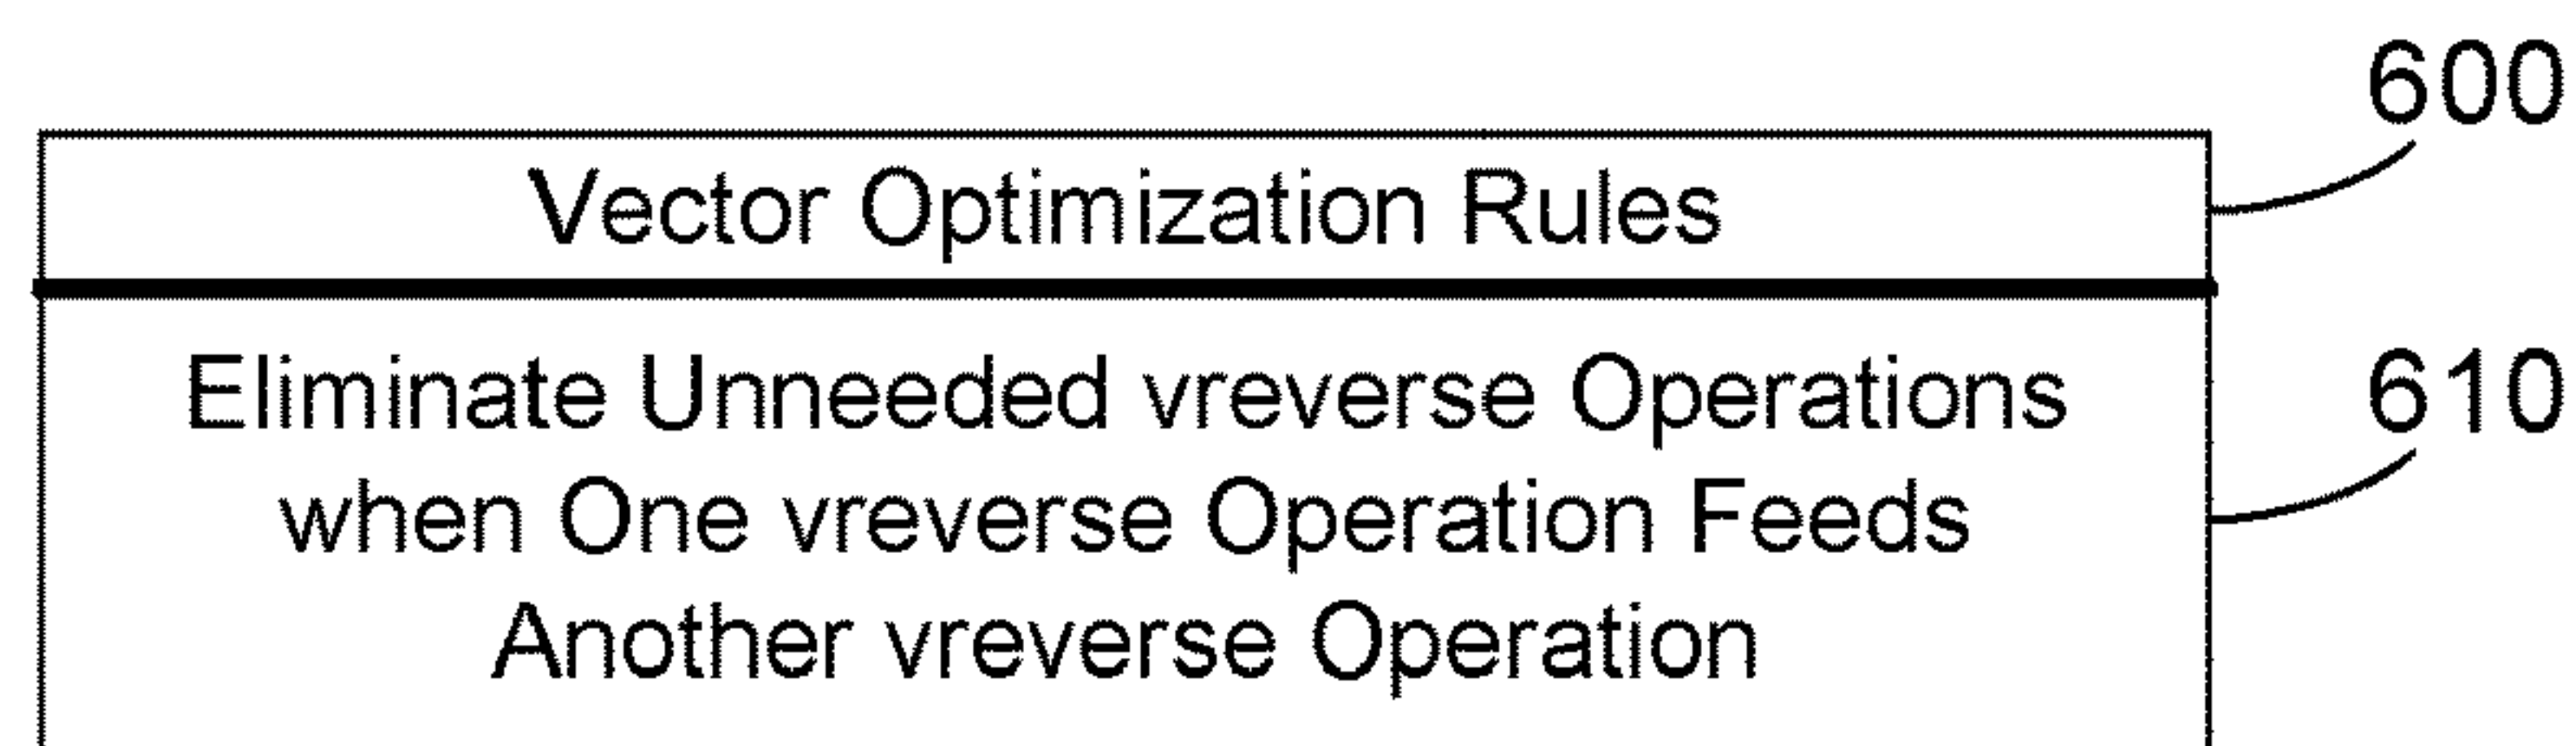 600
Vector Optimization Rules
610
Eliminate Unneeded vreverse Operations
when One vreverse Operation Feeds
Another vreverse Operation